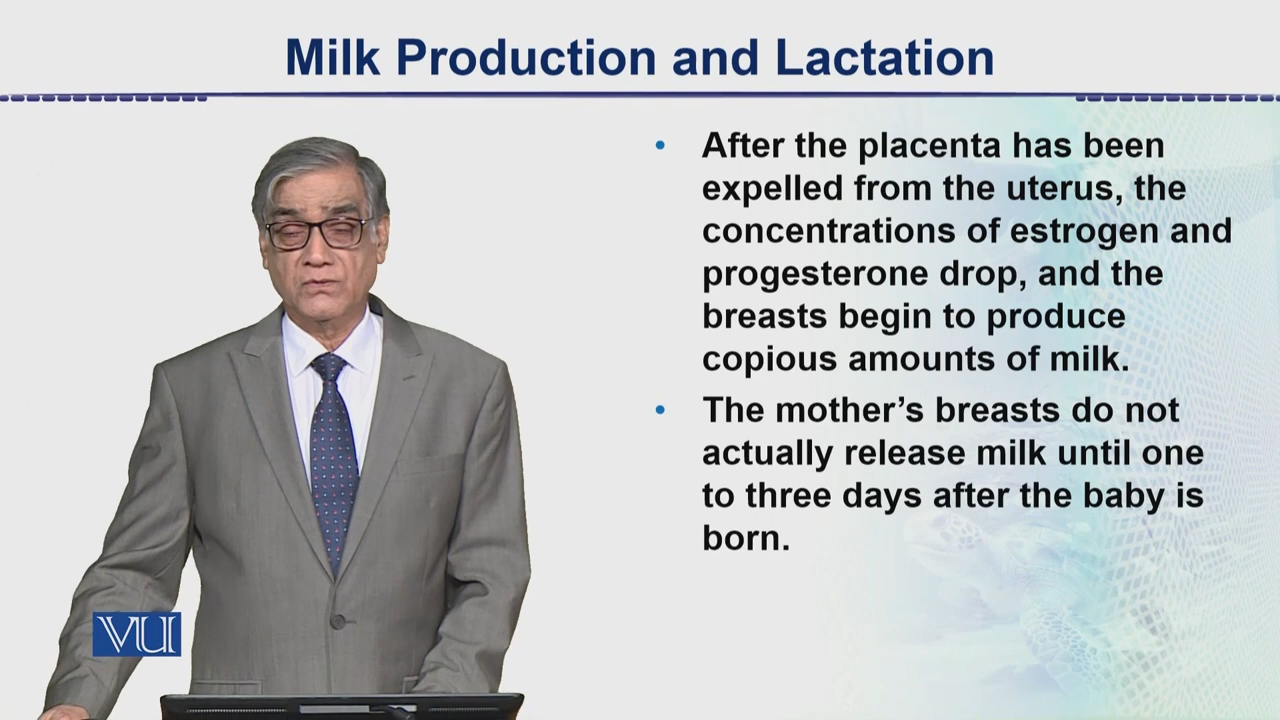 Milk Production and Lactation
• After the placenta has been
expelled from the uterus, the
concentrations of estrogen and
progesterone drop, and the
breasts begin to produce
copious amounts of milk.
• The mother’s breasts do not
actually release milk until one
to three days after the baby is
born.
VU